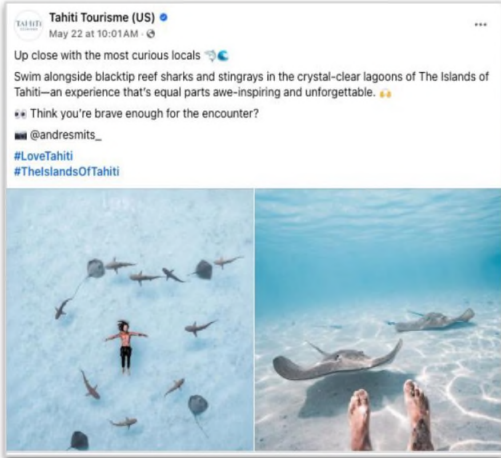 TAHITI
Tahiti Tourisme (US)
May 22 at 10:01AM ·
Up close with the most curious locals 🦈🌊
Swim alongside blacktip reef sharks and stingrays in the crystal-clear lagoons of The Islands of
Tahiti—an experience that's equal parts awe-inspiring and unforgettable. 🙌
👀 Think you're brave enough for the encounter?
📷 @andresmits_
#LoveTahiti
#TheIslandsOfTahiti